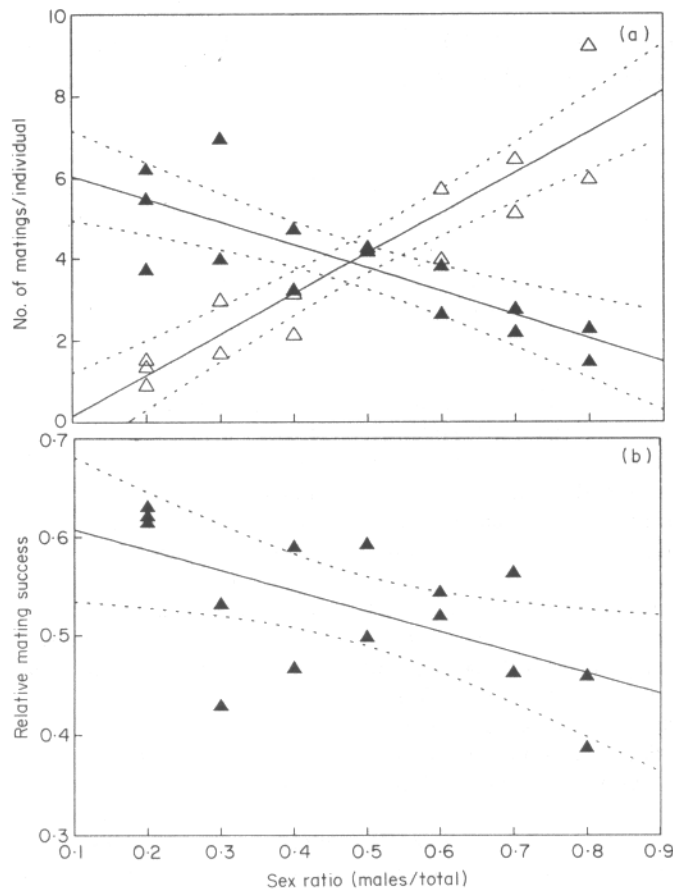 10
(a)
8
6
4
2
0
No. of matings/individual
0·7
(b)
0·6
0·5
0·4
0·3
Relative mating success
0·1 0·2 0·3 0·4 0·5 0·6 0·7 0·8 0·9
Sex ratio (males/total)